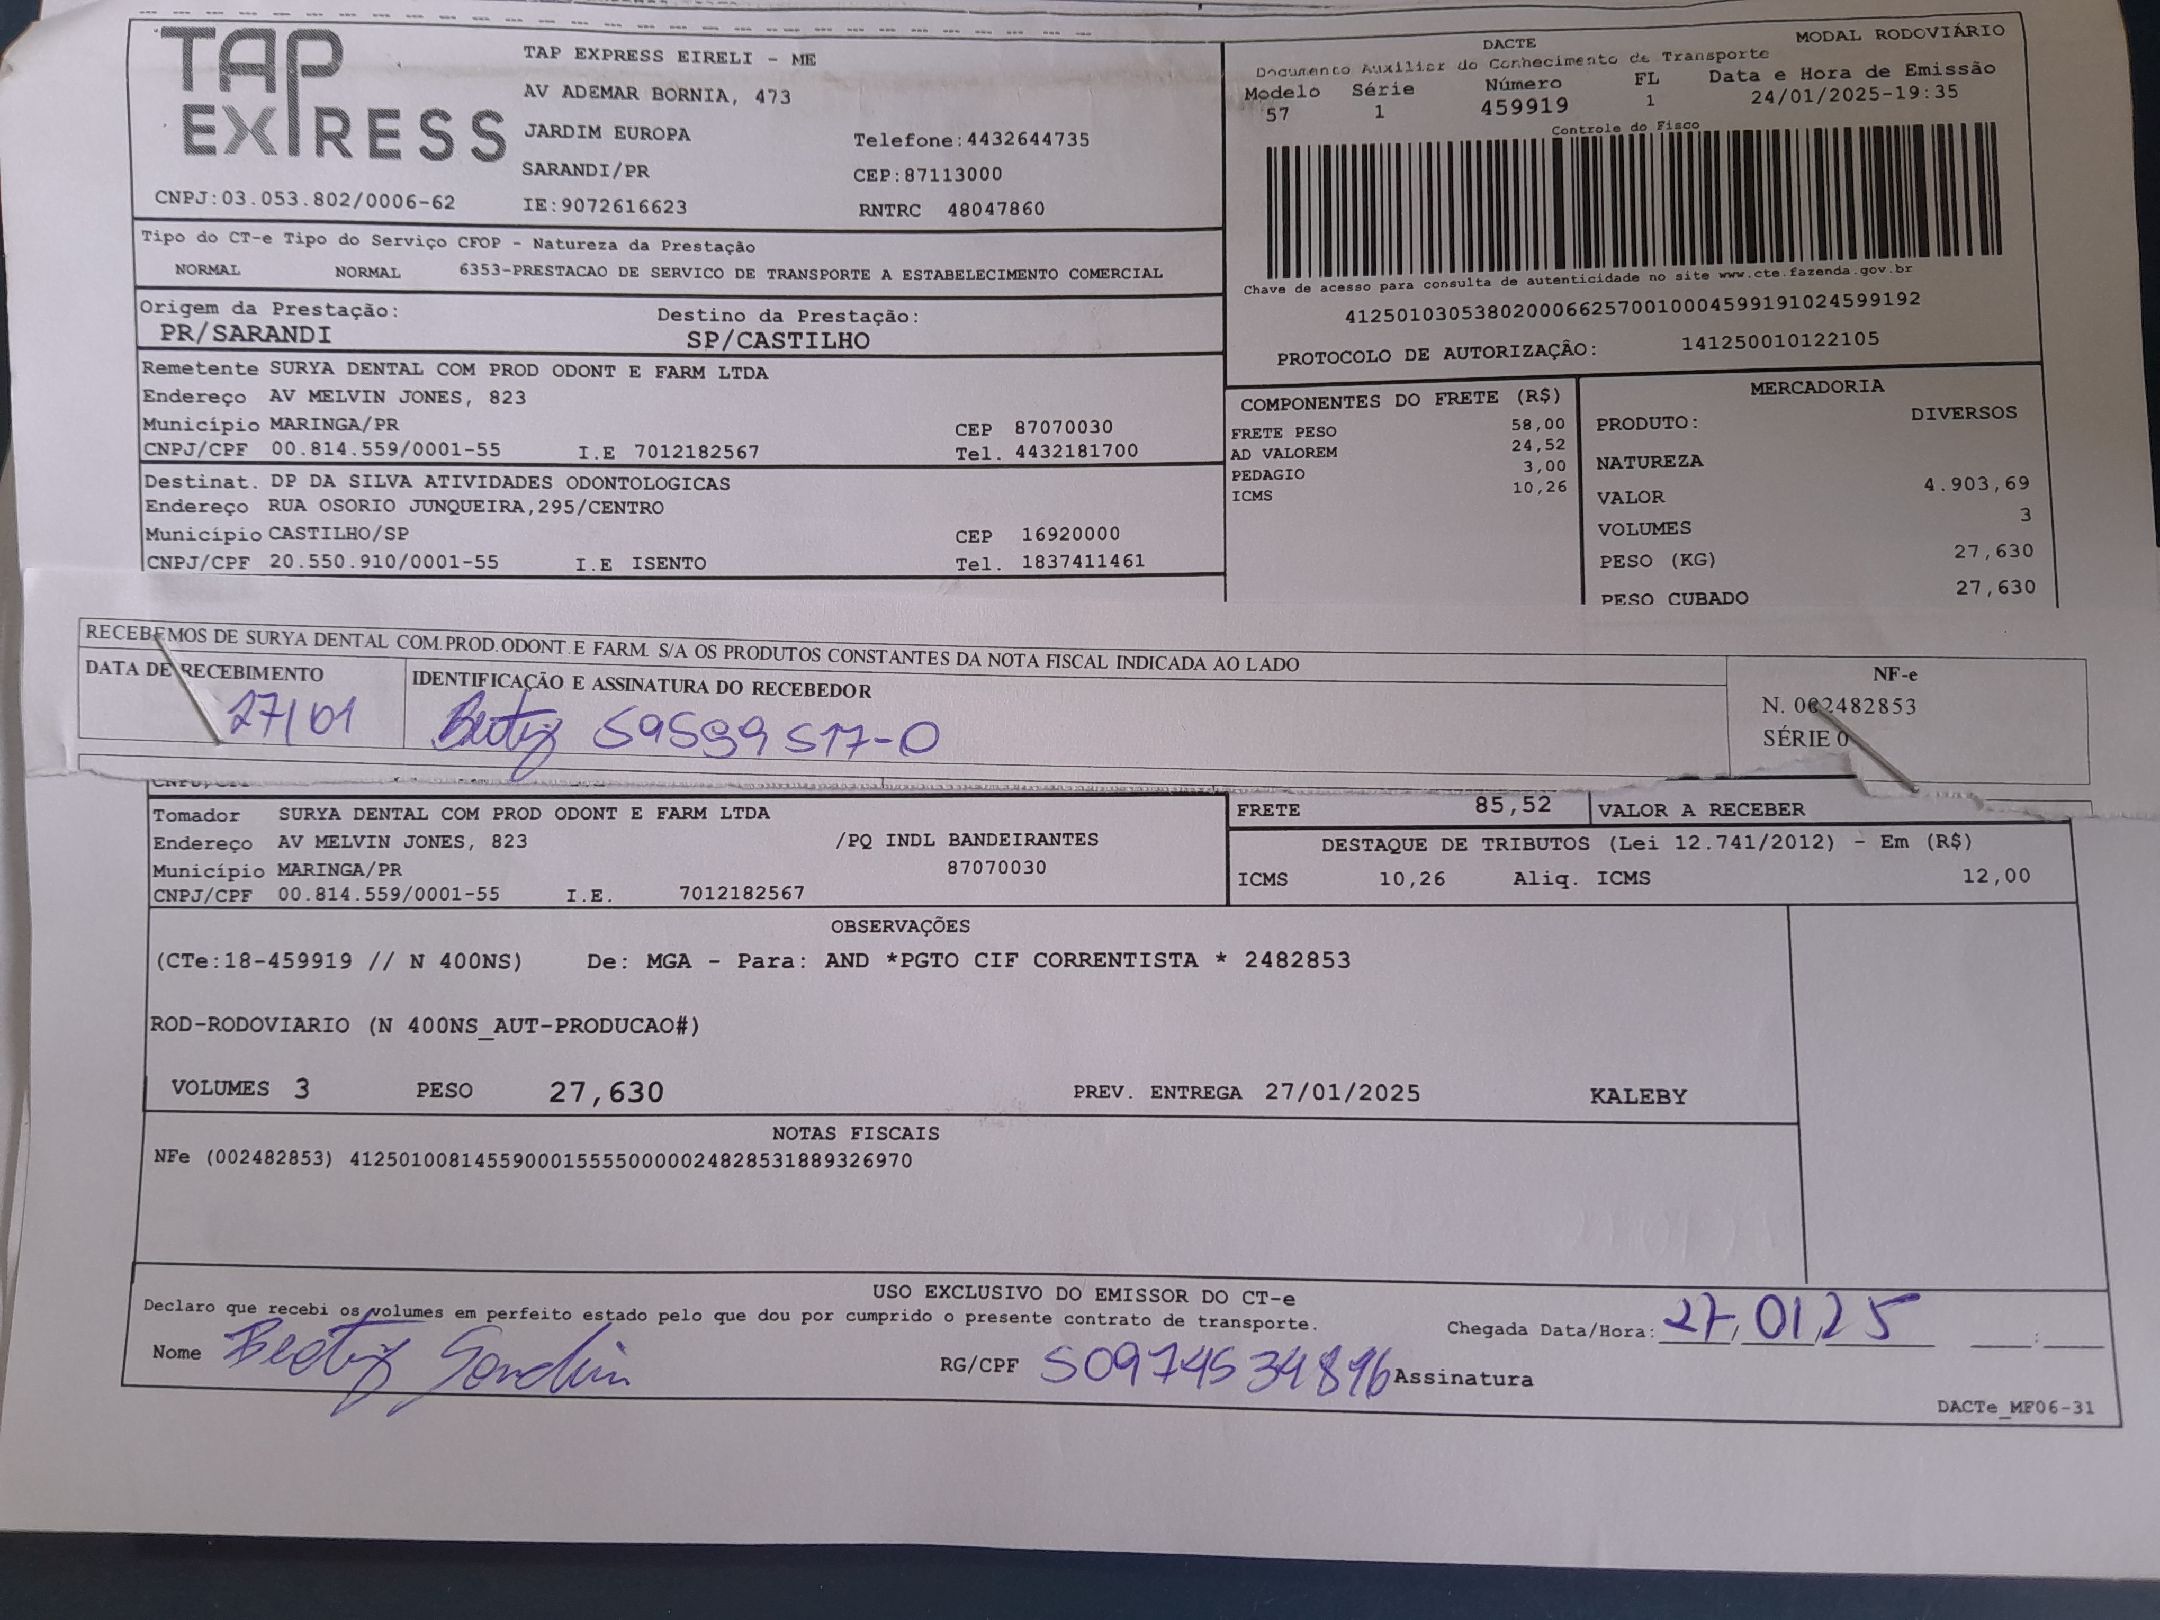 TAP EXPRESS
TAP EXPRESS EIRELI - ME
AV ADEMAR BORNIA, 473
JARDIM EUROPA Telefone:4432644735
SARANDI/PR CEP:87113000
CNPJ:03.053.802/0006-62 IE:9072616623 RNTRC 48047860
DACTE MODAL RODOVIÁRIO
Documento Auxiliar do Conhecimento de Transporte
Modelo Série Número FL Data e Hora de Emissão
57 1 459919 1 24/01/2025-19:35
Controle do Fisco
Chave de acesso para consulta de autenticidade no site www.cte.fazenda.gov.br
41250103053802000662570010004599191024599192
PROTOCOLO DE AUTORIZAÇÃO: 141250010122105
Tipo do CT-e Tipo do Serviço CFOP - Natureza da Prestação
NORMAL NORMAL 6353-PRESTACAO DE SERVICO DE TRANSPORTE A ESTABELECIMENTO COMERCIAL
Origem da Prestação: Destino da Prestação:
PR/SARANDI SP/CASTILHO
Remetente SURYA DENTAL COM PROD ODONT E FARM LTDA
Endereço AV MELVIN JONES, 823
Município MARINGA/PR CEP 87070030
CNPJ/CPF 00.814.559/0001-55 I.E 7012182567 Tel. 4432181700
Destinat. DP DA SILVA ATIVIDADES ODONTOLOGICAS
Endereço RUA OSORIO JUNQUEIRA,295/CENTRO
Município CASTILHO/SP CEP 16920000
CNPJ/CPF 20.550.910/0001-55 I.E ISENTO Tel. 1837411461
COMPONENTES DO FRETE (R$)
FRETE PESO 58,00
AD VALOREM 24,52
PEDAGIO 3,00
ICMS 10,26
MERCADORIA
PRODUTO: DIVERSOS
NATUREZA
VALOR 4.903,69
VOLUMES 3
PESO (KG) 27,630
PESO CUBADO 27,630
RECEBEMOS DE SURYA DENTAL COM.PROD.ODONT.E FARM. S/A OS PRODUTOS CONSTANTES DA NOTA FISCAL INDICADA AO LADO
DATA DE RECEBIMENTO IDENTIFICAÇÃO E ASSINATURA DO RECEBEDOR
27/01 Beatriz 59599517-0
NF-e
N. 002482853
SÉRIE 0
Tomador SURYA DENTAL COM PROD ODONT E FARM LTDA
Endereço AV MELVIN JONES, 823 /PQ INDL BANDEIRANTES
Município MARINGA/PR 87070030
CNPJ/CPF 00.814.559/0001-55 I.E. 7012182567
FRETE 85,52 VALOR A RECEBER
DESTAQUE DE TRIBUTOS (Lei 12.741/2012) - Em (R$)
ICMS 10,26 Aliq. ICMS 12,00
OBSERVAÇÕES
(CTe:18-459919 // N 400NS) De: MGA - Para: AND *PGTO CIF CORRENTISTA * 2482853
ROD-RODOVIARIO (N 400NS_AUT-PRODUCAO#)
VOLUMES 3 PESO 27,630 PREV. ENTREGA 27/01/2025 KALEBY
NOTAS FISCAIS
NFe (002482853) 41250100814559000155550000024828531889326970
USO EXCLUSIVO DO EMISSOR DO CT-e
Declaro que recebi os volumes em perfeito estado pelo que dou por cumprido o presente contrato de transporte.
Chegada Data/Hora: 27/01/25 __:__
Nome Beatriz RG/CPF 50974534896 Assinatura
DACTe_MF06-31